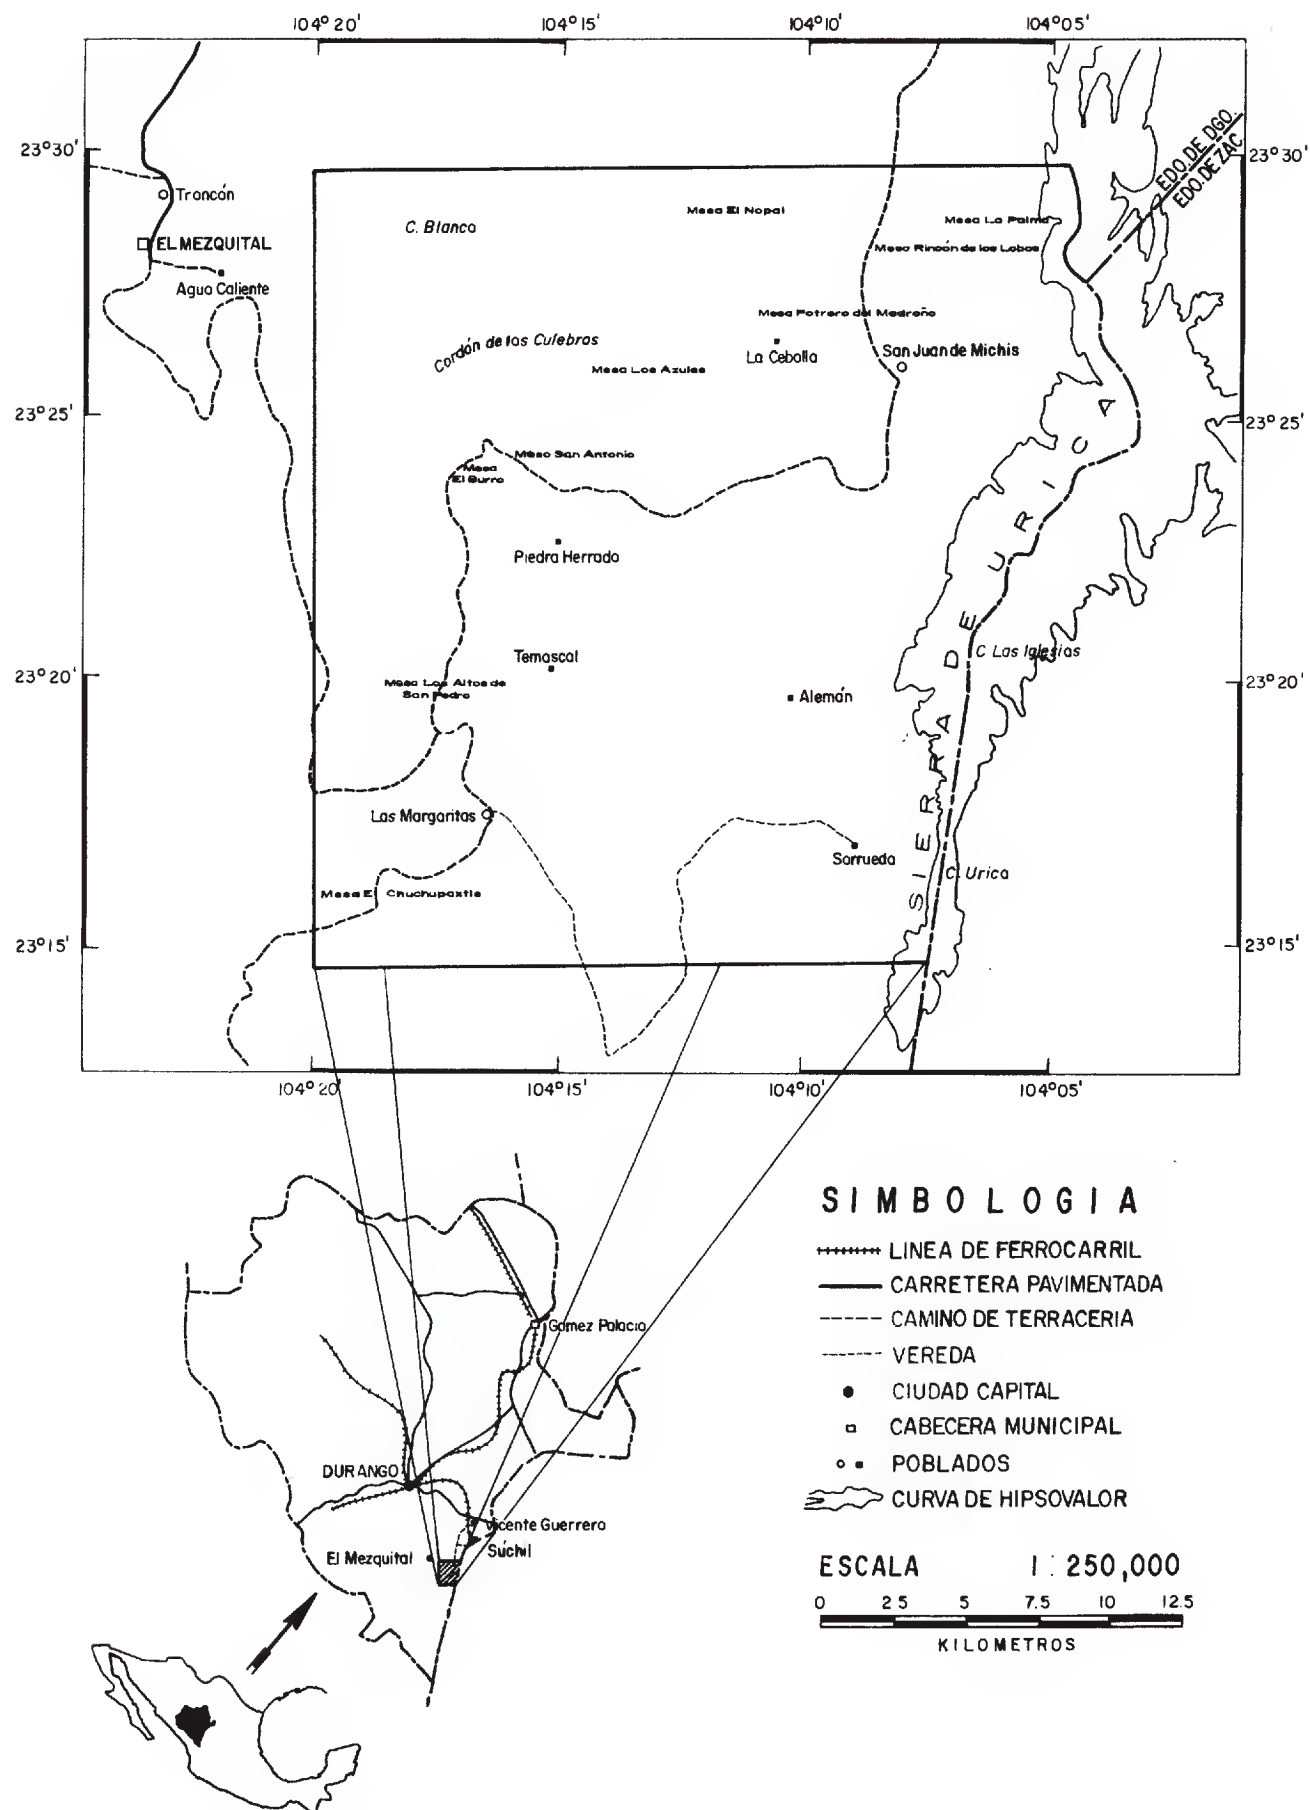 104° 20' 104° 15' 104° 10' 104° 05'
23° 30' 23° 30'
EDO. DE DGO.
EDO. DE ZAC.
Troncón
C. Blanco
Mesa El Nopal
Mesa La Palma
EL MEZQUITAL
Mesa Rincón de los Lobos
Agua Caliente
Mesa Potrero del Madroño
Cordón de las Culebras
La Cebolla
San Juan de Michis
Mesa Los Azules
23° 25' 23° 25'
Mesa San Antonio
Mesa
El Burro
Piedra Herrada
SIERRA DE URICA
Temascal
C. Las Iglesias
23° 20' 23° 20'
Mesa Los Altos de
San Pedro
Alemán
Las Margaritas
Sarrueda
C. Urica
Mesa El Chuchupaxtle
23° 15' 23° 15'
104° 20' 104° 15' 104° 10' 104° 05'
SIMBOLOGIA
LINEA DE FERROCARRIL
CARRETERA PAVIMENTADA
CAMINO DE TERRACERIA
VEREDA
CIUDAD CAPITAL
CABECERA MUNICIPAL
POBLADOS
CURVA DE HIPSOVALOR
ESCALA 1 : 250,000
0 2 5 5 7.5 10 12.5
KILOMETROS
Gómez Palacio
DURANGO
Vicente Guerrero
El Mezquital
Súchil